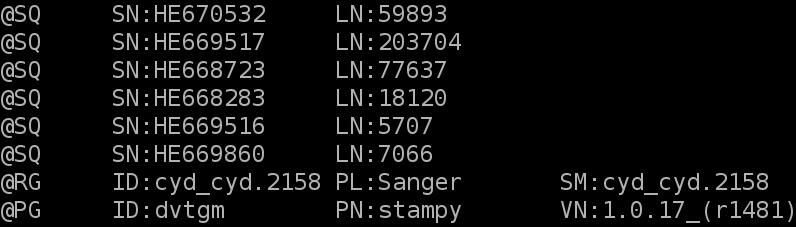 @SQ SN:HE670532 LN:59893
@SQ SN:HE669517 LN:203704
@SQ SN:HE668723 LN:77637
@SQ SN:HE668283 LN:18120
@SQ SN:HE669516 LN:5707
@SQ SN:HE669860 LN:7066
@RG ID:cyd_cyd.2158 PL:Sanger SM:cyd_cyd.2158
@PG ID:dvtgm PN:stampy VN:1.0.17_(r1481)